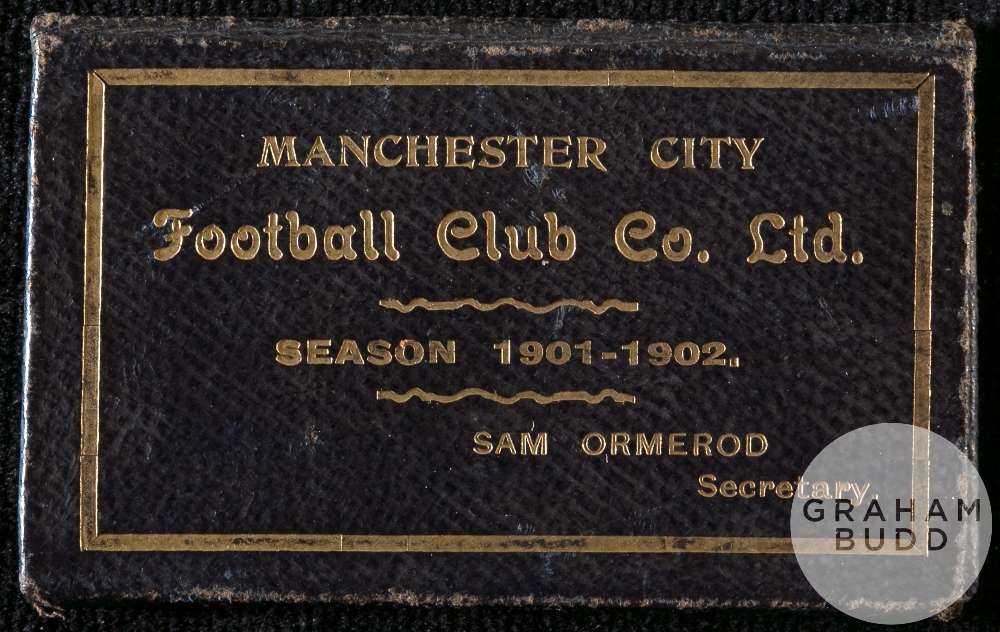 MANCHESTER CITY
Football Club Co. Ltd.
SEASON 1901-1902.
SAM ORMEROD
Secretary.
GRAHAM
BUDD